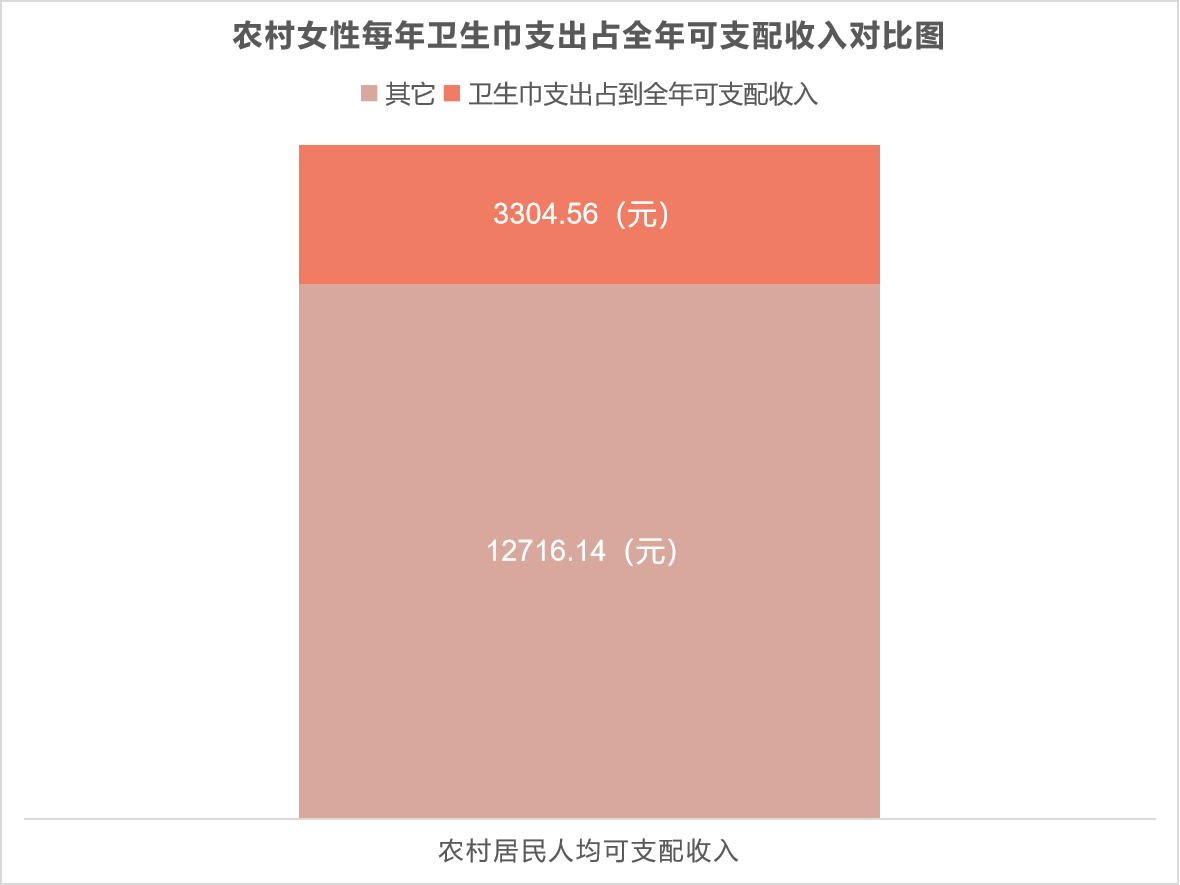 农村女性每年卫生巾支出占全年可支配收入对比图
其它 卫生巾支出占到全年可支配收入
3304.56（元）
12716.14（元）
农村居民人均可支配收入